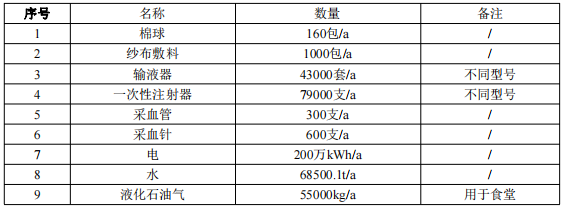 序号 名称 数量 备注
1 棉球 160包/a /
2 纱布敷料 1000包/a /
3 输液器 43000套/a 不同型号
4 一次性注射器 79000支/a 不同型号
5 采血管 300支/a /
6 采血针 600支/a /
7 电 200万kWh/a /
8 水 68500.1t/a /
9 液化石油气 55000kg/a 用于食堂